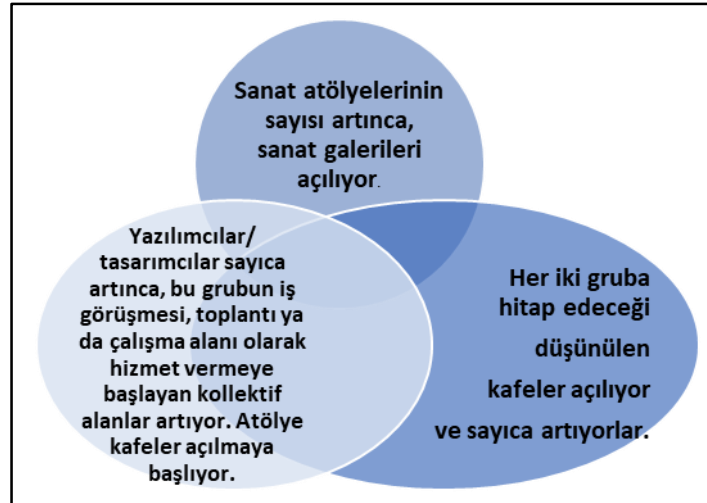 Sanat atölyelerinin
sayısı artınca,
sanat galerileri
açılıyor.
Yazılımcılar/
tasarımcılar sayıca
artınca, bu grubun iş
görüşmesi, toplantı ya
da çalışma alanı olarak
hizmet vermeye
başlayan kollektif
alanlar artıyor. Atölye
kafeler açılmaya
başlıyor.
Her iki gruba
hitap edeceği
düşünülen
kafeler açılıyor
ve sayıca artıyorlar.